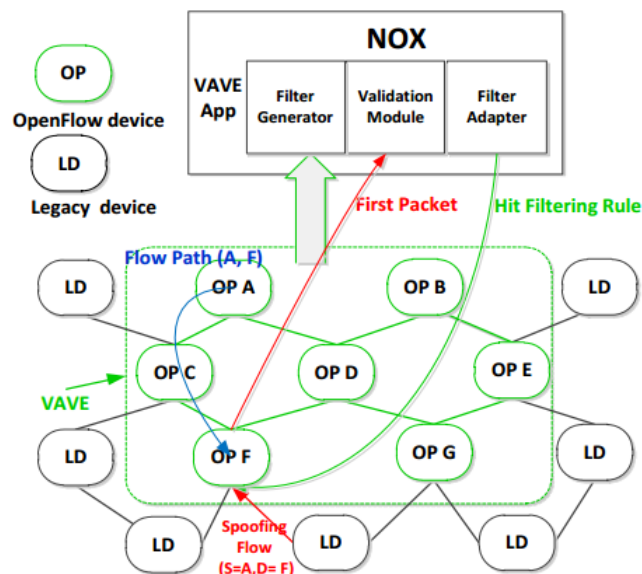 NOX
OP
OpenFlow device
LD
Legacy device
VAVE
App
Filter
Generator
Validation
Module
Filter
Adapter
First Packet
Hit Filtering Rule
Flow Path (A, F)
LD
OP A
OP B
LD
OP C
OP D
OP E
VAVE
LD
OP F
OP G
LD
LD
Spoofing
Flow
(S=A,D= F)
LD
LD